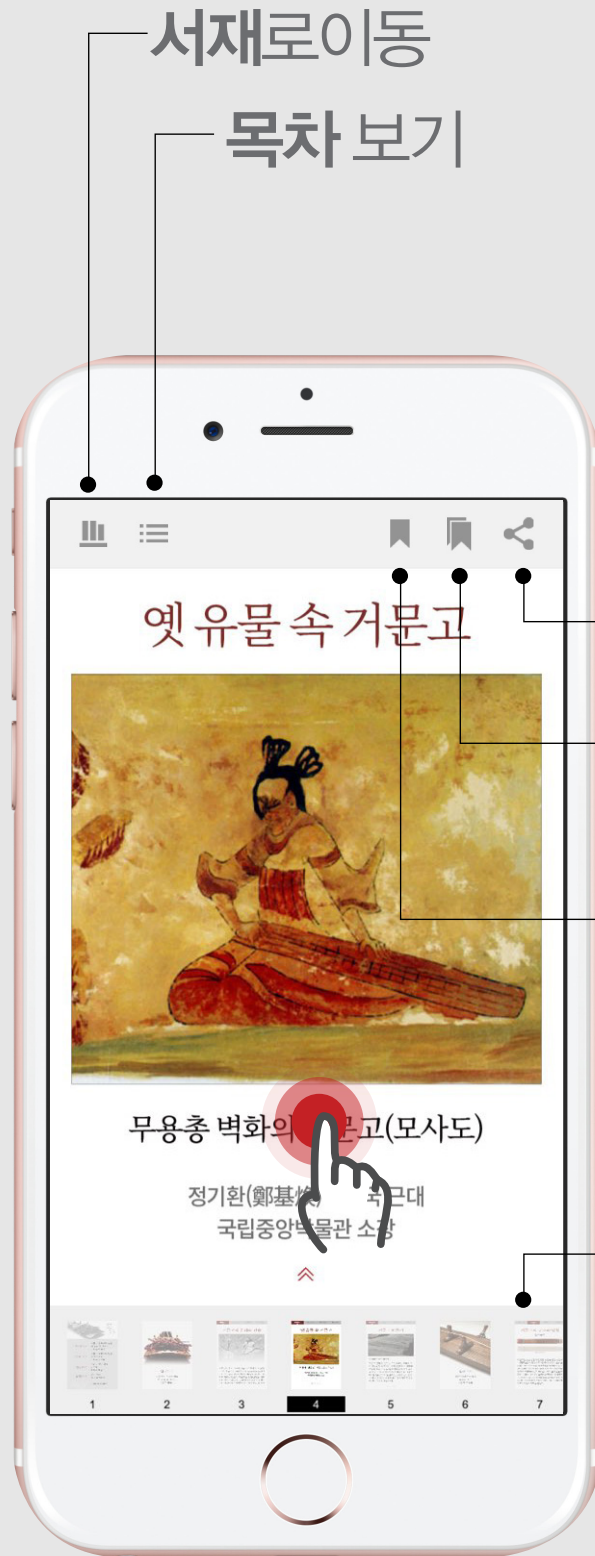 서재로이동
목차 보기
옛 유물 속 거문고
무용총 벽화의 문고(모사도)
정기환(鄭基煥) 근대
국립중앙박물관 소장
1 2 3 4 5 6 7